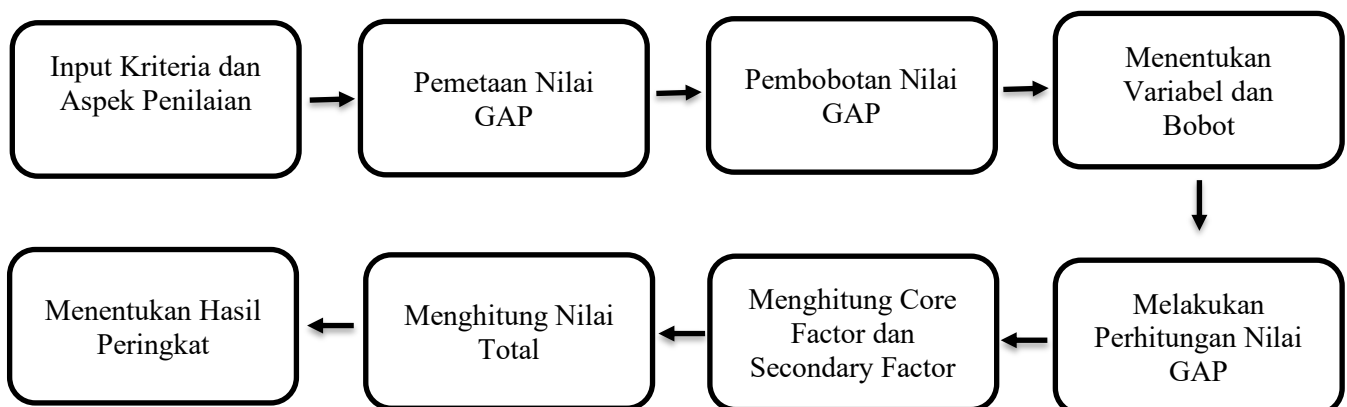 Input Kriteria dan
Aspek Penilaian
Pemetaan Nilai
GAP
Pembobotan Nilai
GAP
Menentukan
Variabel dan
Bobot
Melakukan
Perhitungan Nilai
GAP
Menghitung Core
Factor dan
Secondary Factor
Menghitung Nilai
Total
Menentukan Hasil
Peringkat